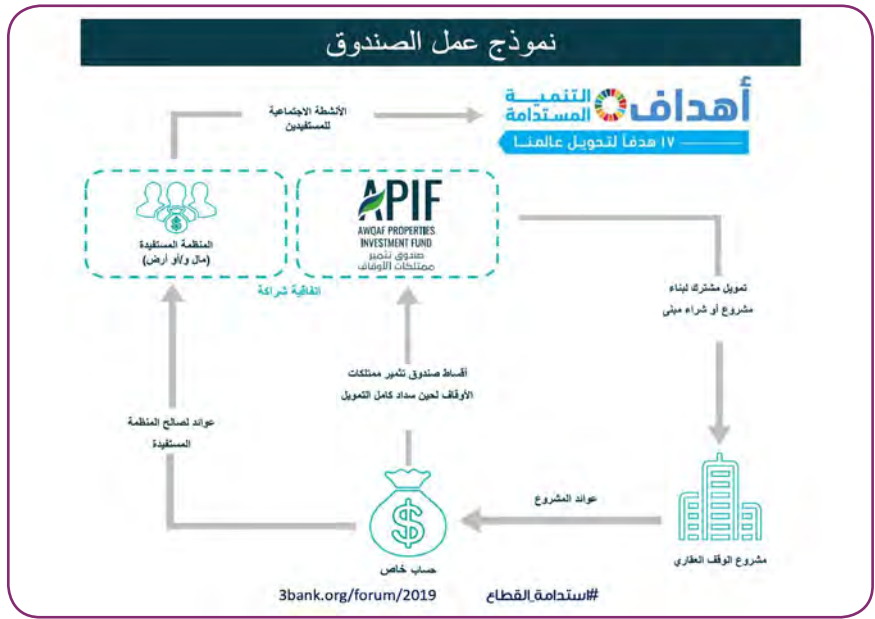 نموذج عمل الصندوق
أهداف التنميـــة
المستدامة
١٧ هدفاً لتحويل عالمنــا
الأنشطة الاجتماعية
للمستفيدين
المنظمة المستفيدة
(مال و/أو أرض)
APIF
AWQAF PROPERTIES
INVESTMENT FUND
صندوق تثمير
ممتلكات الأوقاف
اتفاقية شراكة
تمويل مشترك لبناء
مشروع أو شراء مبنى
أقساط صندوق تثمير ممتلكات
الأوقاف لحين سداد كامل التمويل
عوائد لصالح المنظمة
المستفيدة
عوائد المشروع
مشروع الوقف العقاري
حساب خاص
#استدامة_القطاع
3bank.org/forum/2019